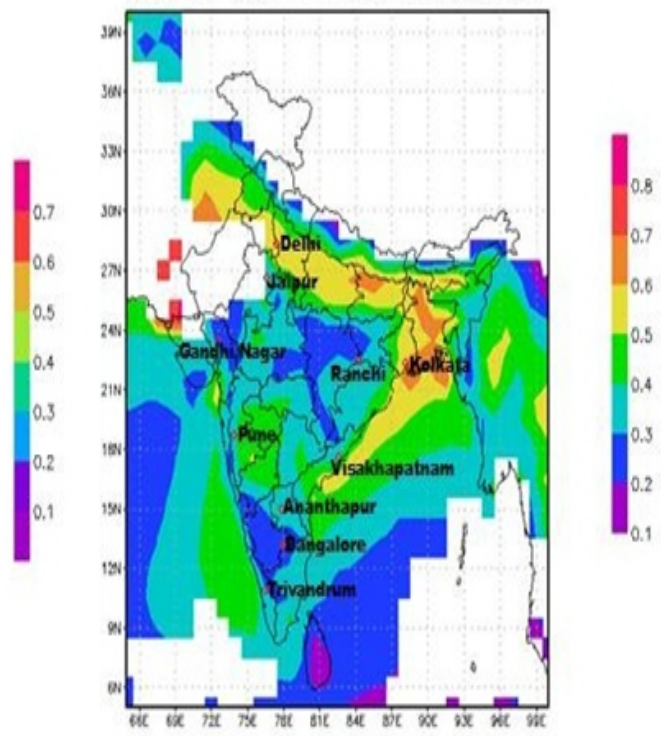 39N
36N
33N
30N
27N
24N
21N
18N
15N
12N
9N
6N
66E 69E 72E 75E 78E 81E 84E 87E 90E 93E 96E 99E
0.7
0.6
0.5
0.4
0.3
0.2
0.1
Delhi
Jaipur
Gandhi Nagar
Ranchi
Kolkata
Pune
Visakhapatnam
Ananthapur
Bangalore
Trivandrum
0.8
0.7
0.6
0.5
0.4
0.3
0.2
0.1